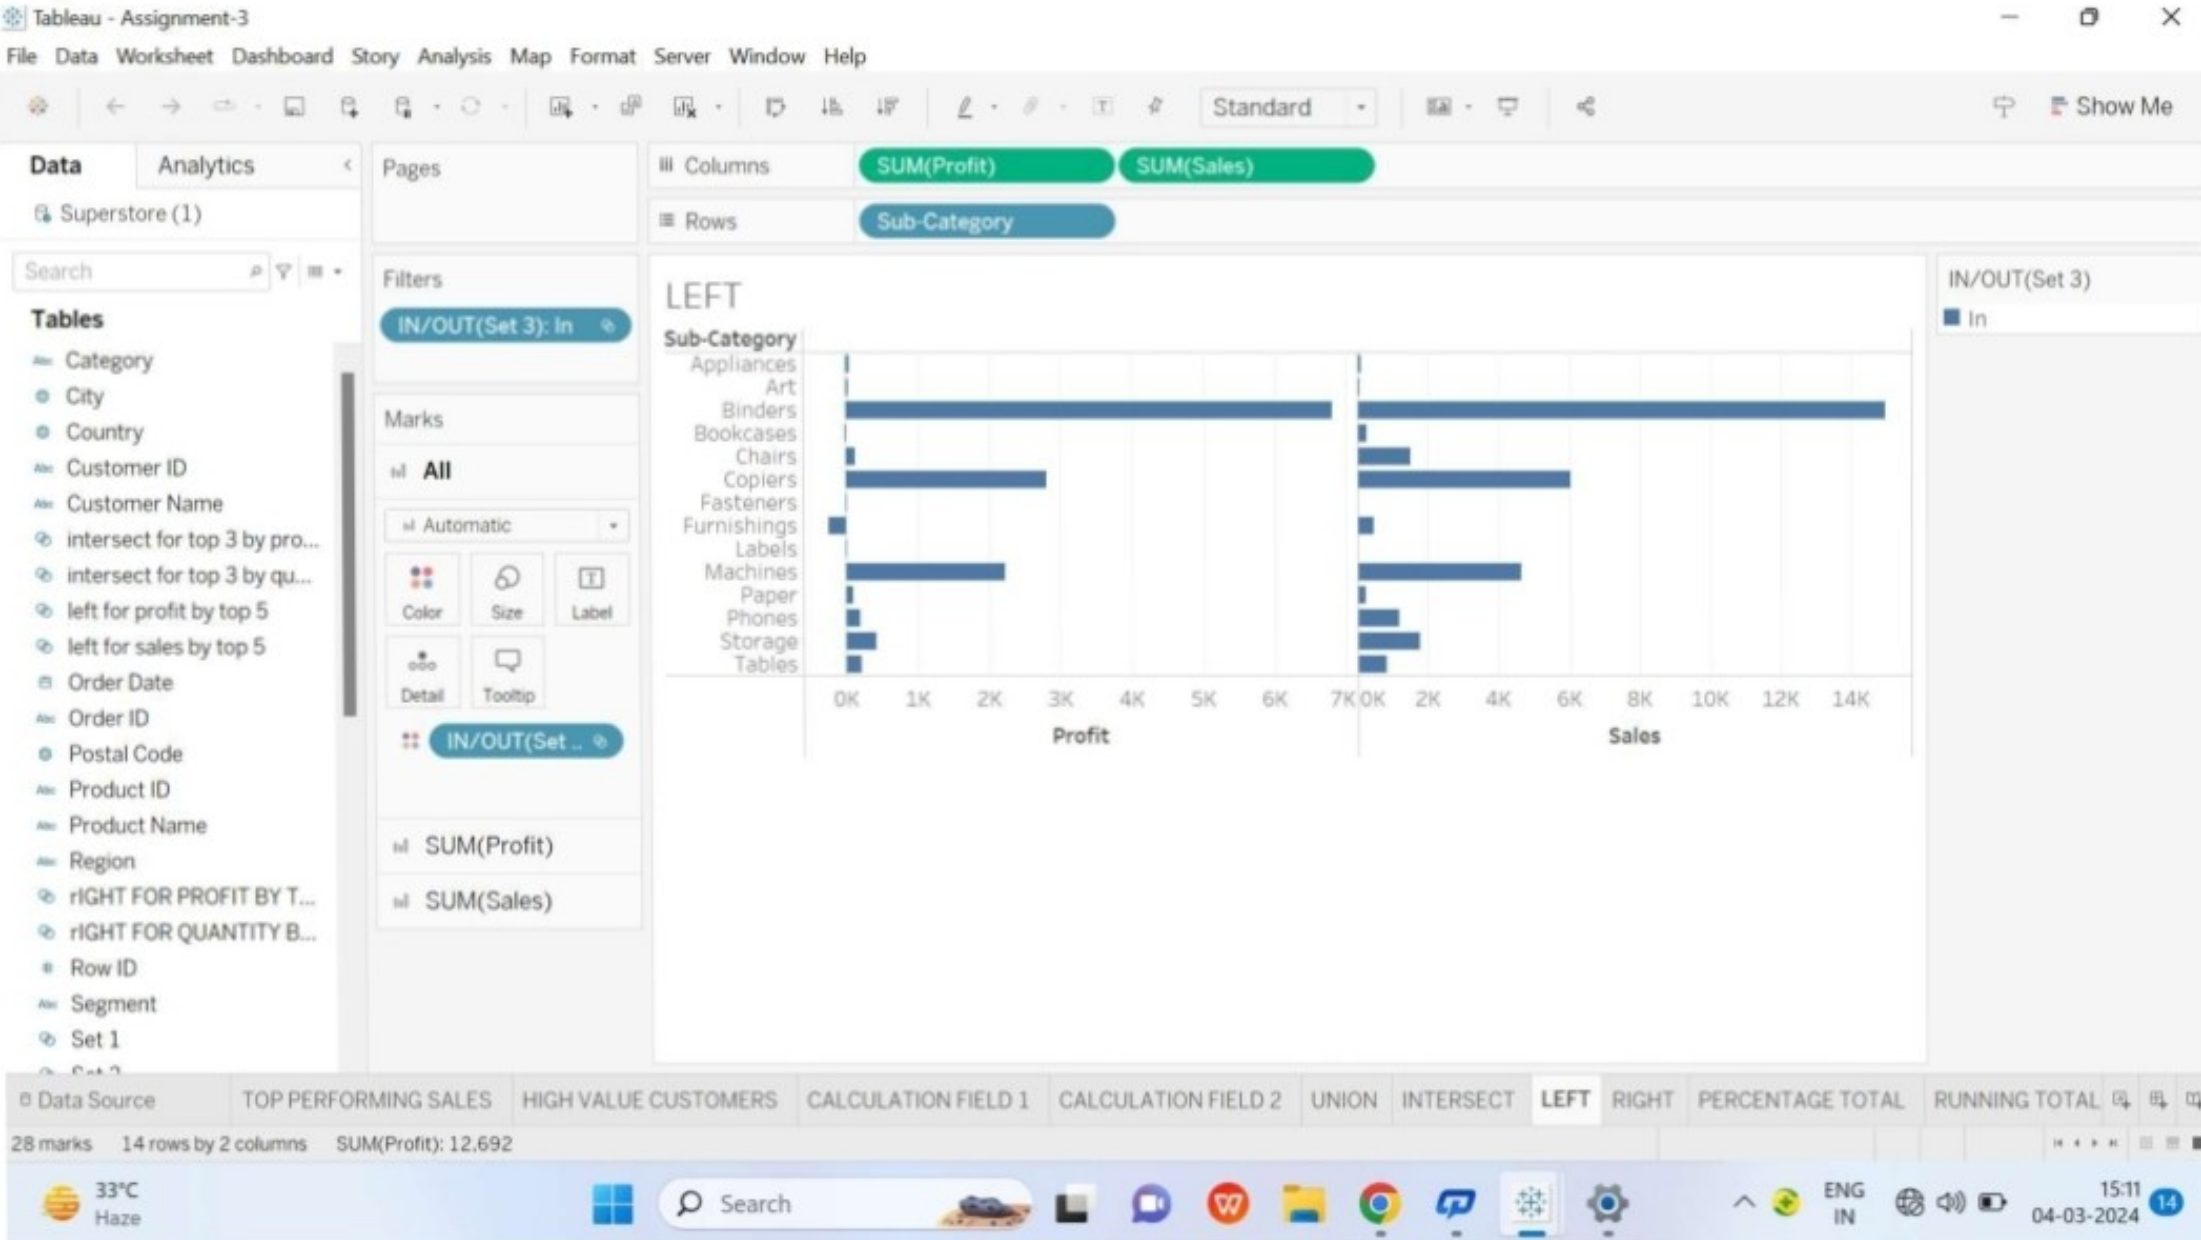 Tableau - Assignment-3
File Data Worksheet Dashboard Story Analysis Map Format Server Window Help
Standard
Show Me
Data Analytics
Superstore (1)
Search
Tables
Category
City
Country
Customer ID
Customer Name
intersect for top 3 by pro...
intersect for top 3 by qu...
left for profit by top 5
left for sales by top 5
Order Date
Order ID
Postal Code
Product ID
Product Name
Region
rIGHT FOR PROFIT BY T...
rIGHT FOR QUANTITY B...
Row ID
Segment
Set 1
Pages
Filters
IN/OUT(Set 3): In
Marks
All
Automatic
Color Size Label
Detail Tooltip
IN/OUT(Set ..
SUM(Profit)
SUM(Sales)
Columns SUM(Profit) SUM(Sales)
Rows Sub-Category
LEFT
Sub-Category
Appliances
Art
Binders
Bookcases
Chairs
Copiers
Fasteners
Furnishings
Labels
Machines
Paper
Phones
Storage
Tables
0K 1K 2K 3K 4K 5K 6K 7K 0K 2K 4K 6K 8K 10K 12K 14K
Profit Sales
IN/OUT(Set 3)
In
Data Source TOP PERFORMING SALES HIGH VALUE CUSTOMERS CALCULATION FIELD 1 CALCULATION FIELD 2 UNION INTERSECT LEFT RIGHT PERCENTAGE TOTAL RUNNING TOTAL
28 marks 14 rows by 2 columns SUM(Profit): 12,692
33°C
Haze
Search
ENG
IN
15:11
04-03-2024
14